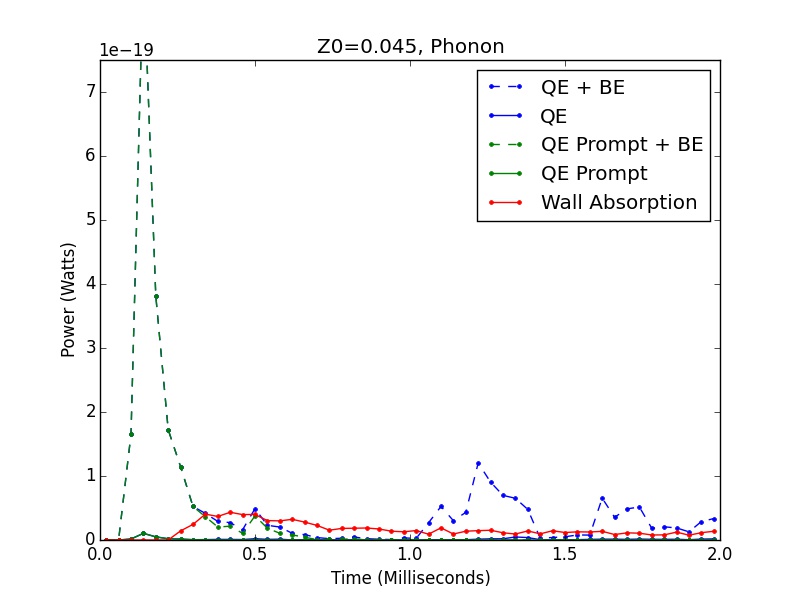 Z0=0.045, Phonon
1e−19
7
6
5
4
3
2
1
0
Power (Watts)
QE + BE
QE
QE Prompt + BE
QE Prompt
Wall Absorption
0.0 0.5 1.0 1.5 2.0
Time (Milliseconds)